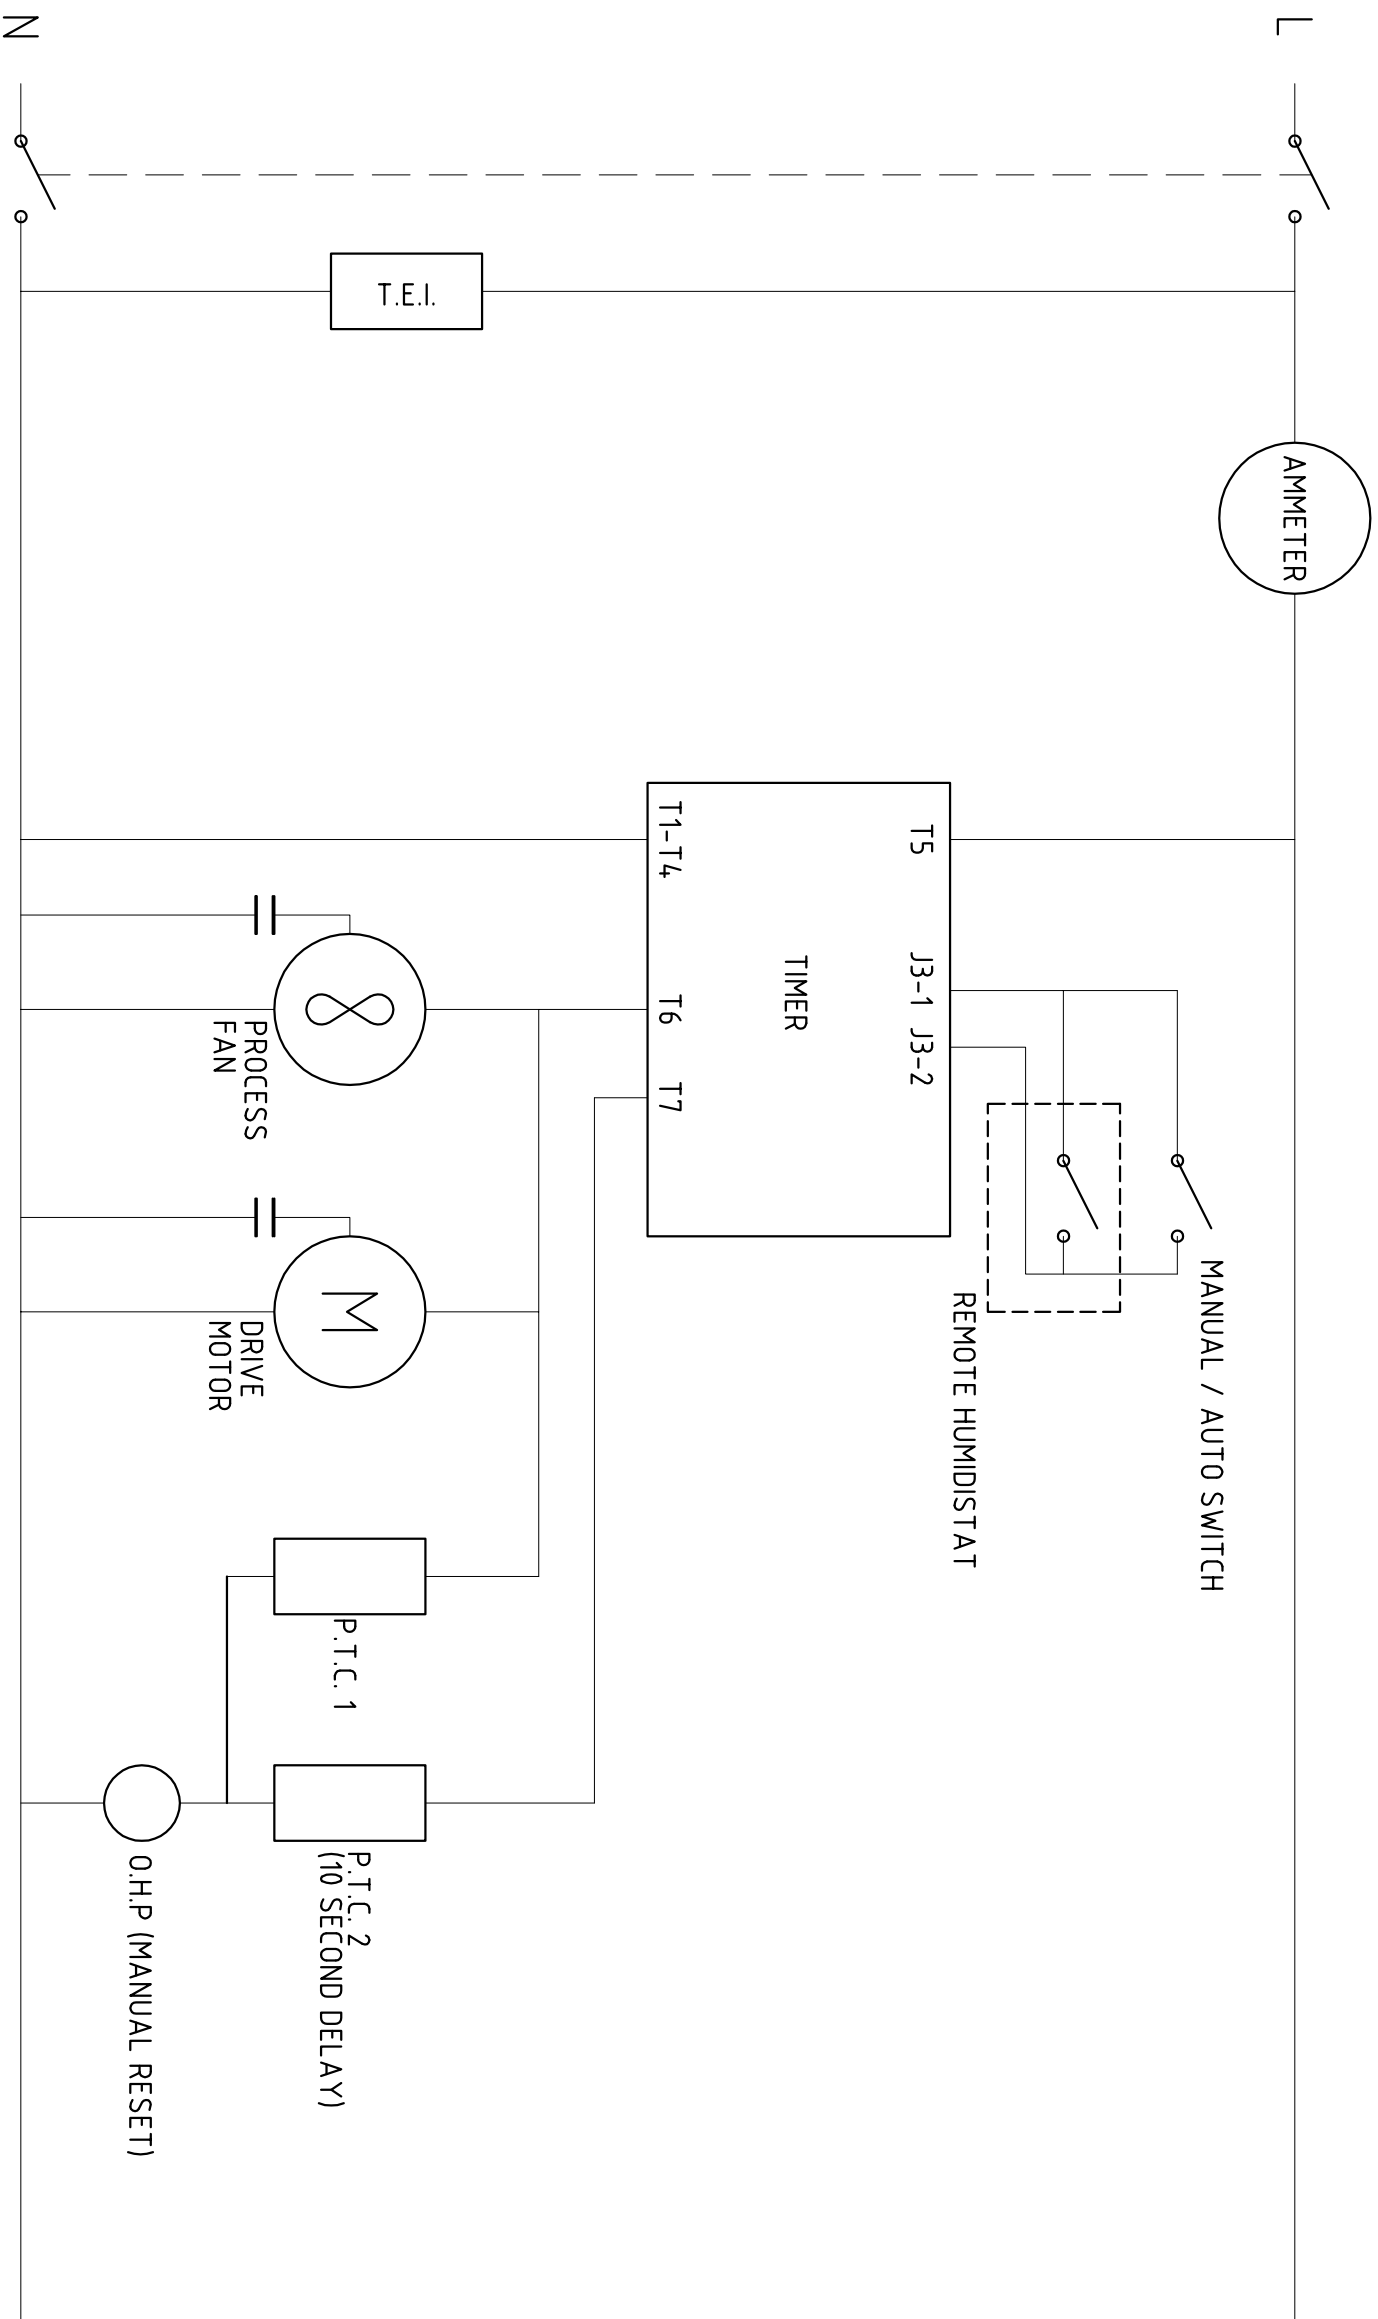 L
AMMETER
MANUAL / AUTO SWITCH
REMOTE HUMIDISTAT
T5
J3-1
J3-2
TIMER
T1-T4
T6
T7
T.E.I.
PROCESS
FAN
M
DRIVE
MOTOR
P.T.C. 1
P.T.C. 2
(10 SECOND DELAY)
O.H.P (MANUAL RESET)
N